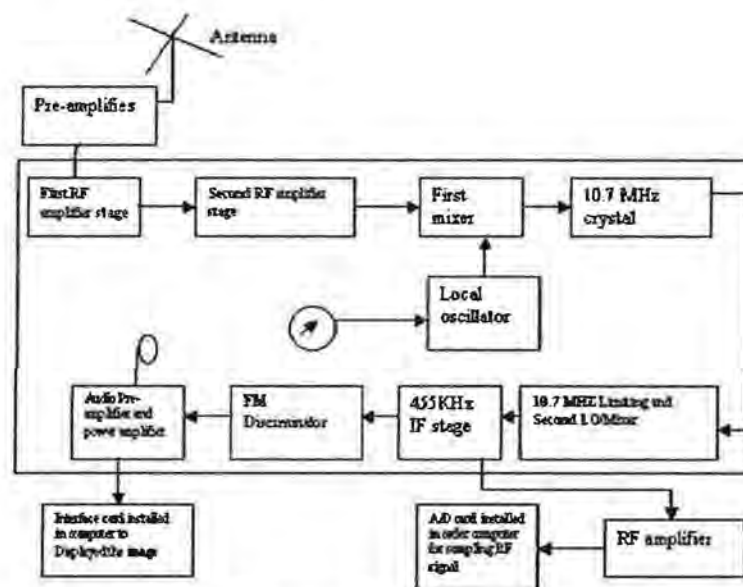 Antenna
Pre-amplifies
First RF
amplifier stage
Second RF amplifier
stage
First
mixer
10.7 MHz
crystal
Local
oscillator
Audio Pre-
amplifier and
power amplifier
FM
Discriminator
455KHz
IF stage
10.7 MHZ Limiting and
Second LO/Mixer
Interface card installed
in computer to
Displayed the image
A/D card installed
in order computer
for sampling RF
signal
RF amplifier